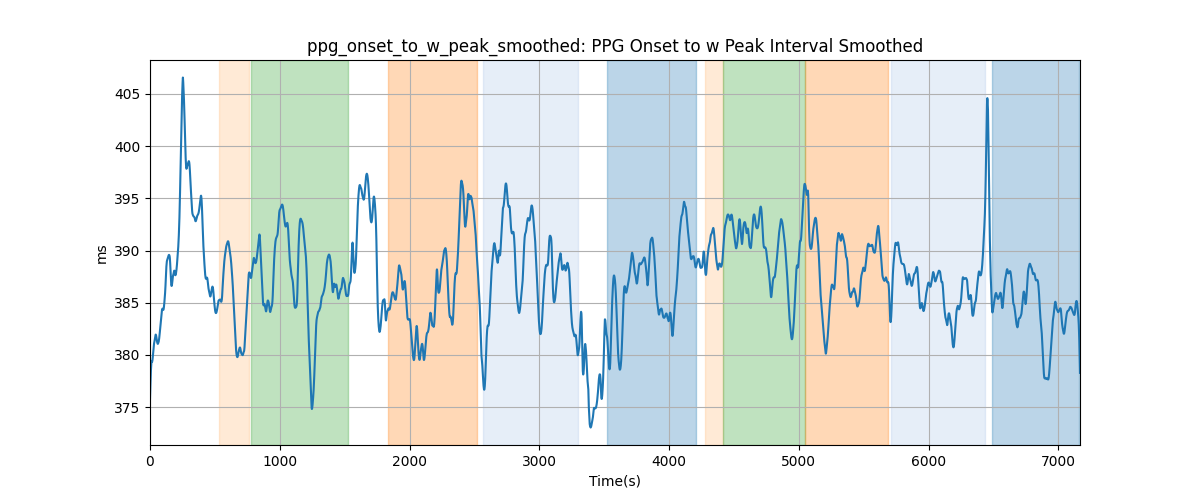 ppg_onset_to_w_peak_smoothed: PPG Onset to w Peak Interval Smoothed
405
400
395
390
385
380
375
ms
0 1000 2000 3000 4000 5000 6000 7000
Time(s)